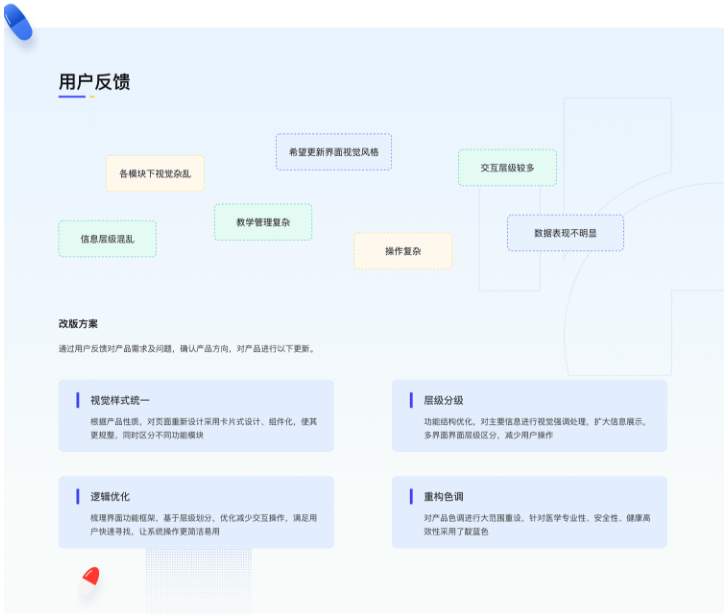 用户反馈
希望更新界面视觉风格
交互层级较多
各模块下视觉杂乱
教学管理复杂
数据表现不明显
信息层级混乱
操作复杂
改版方案
通过用户反馈对产品需求及问题，确认产品方向，对产品进行以下更新。
视觉样式统一
根据产品性质，对页面重新设计采用卡片式设计、组件化，使其
更规整，同时区分不同功能模块
层级分级
功能结构优化，对主要信息进行视觉强调处理，扩大信息展示。
多界面界面层级区分，减少用户操作
逻辑优化
梳理界面功能框架，基于层级划分，优化减少交互操作，满足用
户快速寻找，让系统操作更简洁易用
重构色调
对产品色调进行大范围重设，针对医学专业性、安全性、健康高
效性采用了靛蓝色